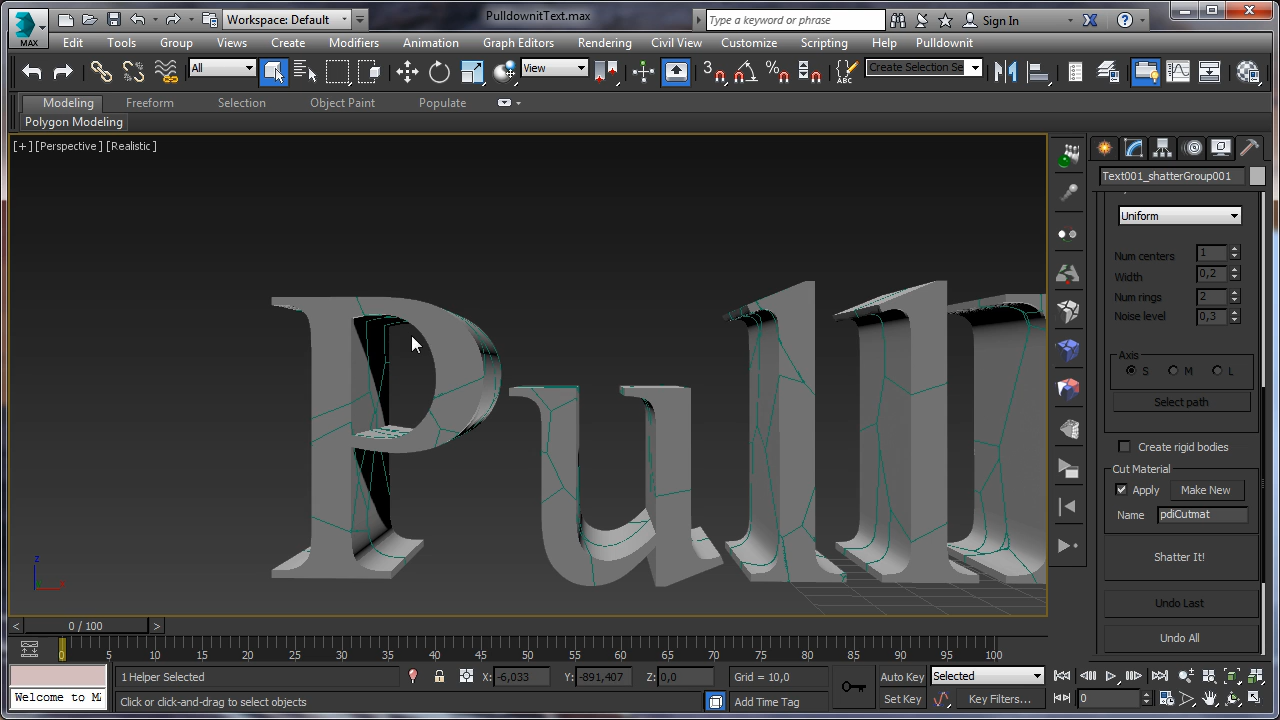 MAX
Workspace: Default
PulldownitText.max
Type a keyword or phrase
Sign In
Edit Tools Group Views Create Modifiers Animation Graph Editors Rendering Civil View Customize Scripting Help Pulldownit
All
View
3
%
ABC
Create Selection Se
Modeling Freeform Selection Object Paint Populate
Polygon Modeling
[+] [Perspective] [Realistic]
Text001_shatterGroup001
Uniform
Num centers 1
Width 0,2
Num rings 2
Noise level 0,3
Axis
S M L
Select path
Create rigid bodies
Cut Material
Apply Make New
Name pdiCutmat
Shatter It!
Undo Last
Undo All
Pulll
z
x
< 0 / 100 >
0 5 10 15 20 25 30 35 40 45 50 55 60 65 70 75 80 85 90 95 100
1 Helper Selected
X: -6,033 Y: -891,407 Z: 0,0
Grid = 10,0
Auto Key
Selected
Welcome to MA
Click or click-and-drag to select objects
Add Time Tag
Set Key
Key Filters...
0